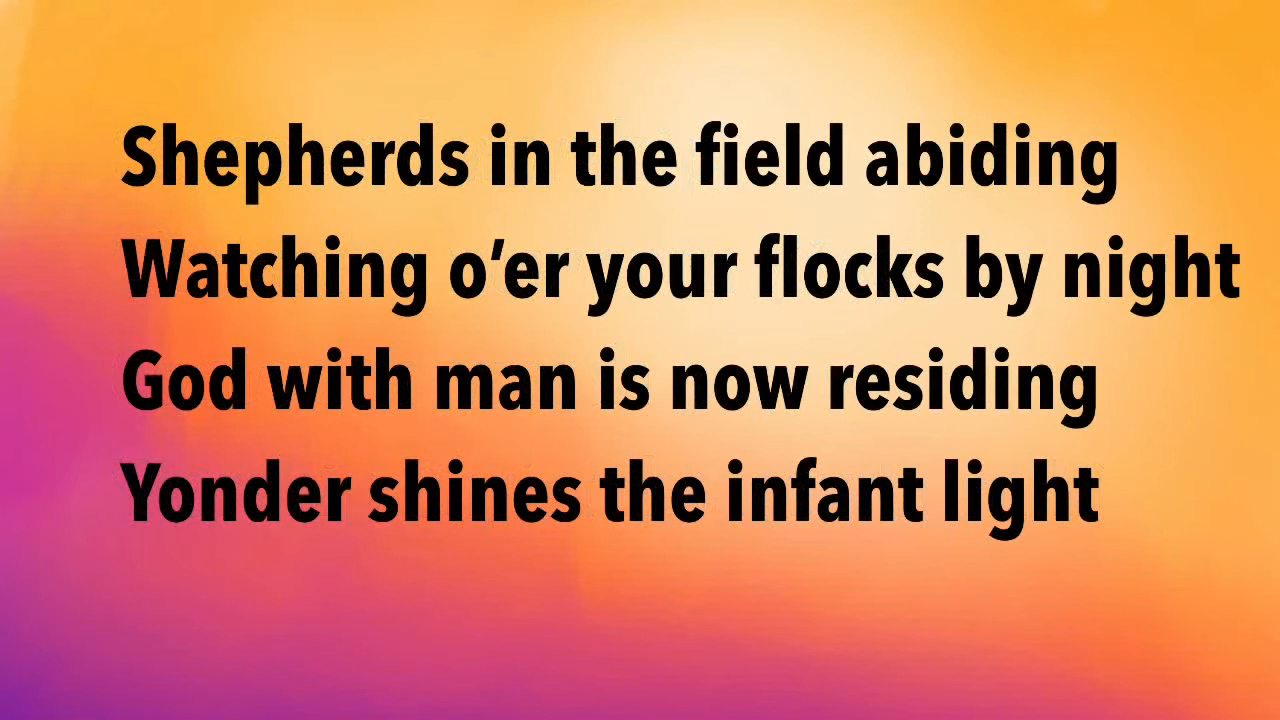 Shepherds in the field abiding
Watching o’er your flocks by night
God with man is now residing
Yonder shines the infant light